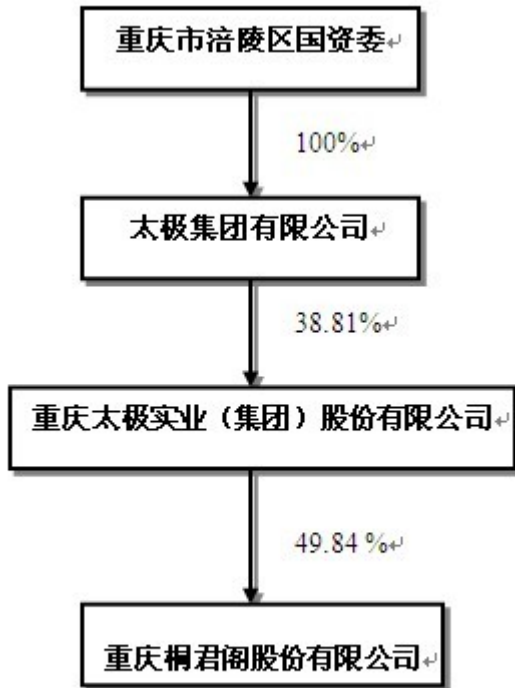 重庆市涪陵区国资委
100%
太极集团有限公司
38.81%
重庆太极实业（集团）股份有限公司
49.84 %
重庆桐君阁股份有限公司